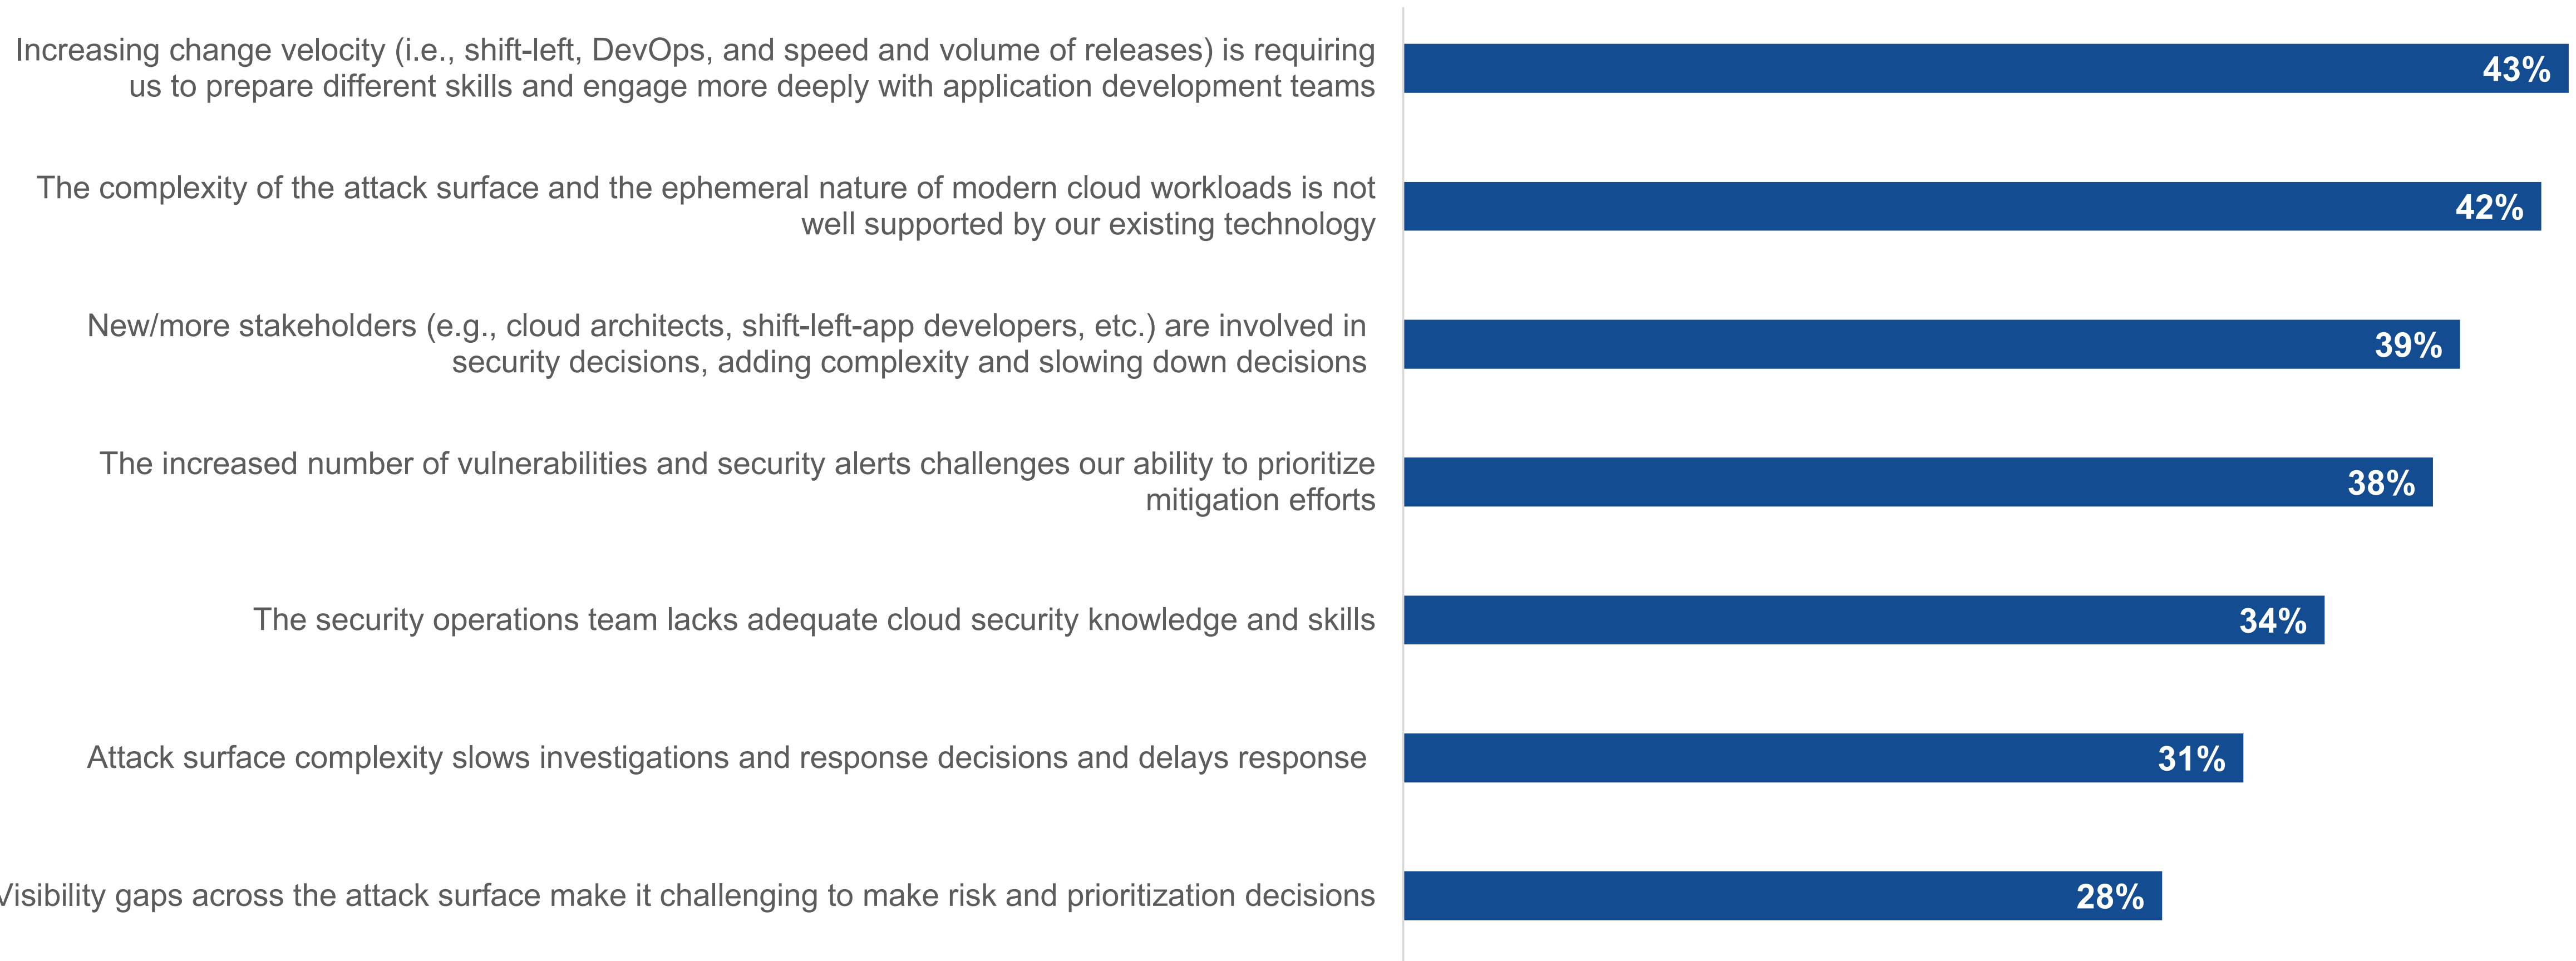 Increasing change velocity (i.e., shift-left, DevOps, and speed and volume of releases) is requiring
us to prepare different skills and engage more deeply with application development teams
43%
The complexity of the attack surface and the ephemeral nature of modern cloud workloads is not
well supported by our existing technology
42%
New/more stakeholders (e.g., cloud architects, shift-left-app developers, etc.) are involved in
security decisions, adding complexity and slowing down decisions
39%
The increased number of vulnerabilities and security alerts challenges our ability to prioritize
mitigation efforts
38%
The security operations team lacks adequate cloud security knowledge and skills
34%
Attack surface complexity slows investigations and response decisions and delays response
31%
Visibility gaps across the attack surface make it challenging to make risk and prioritization decisions
28%